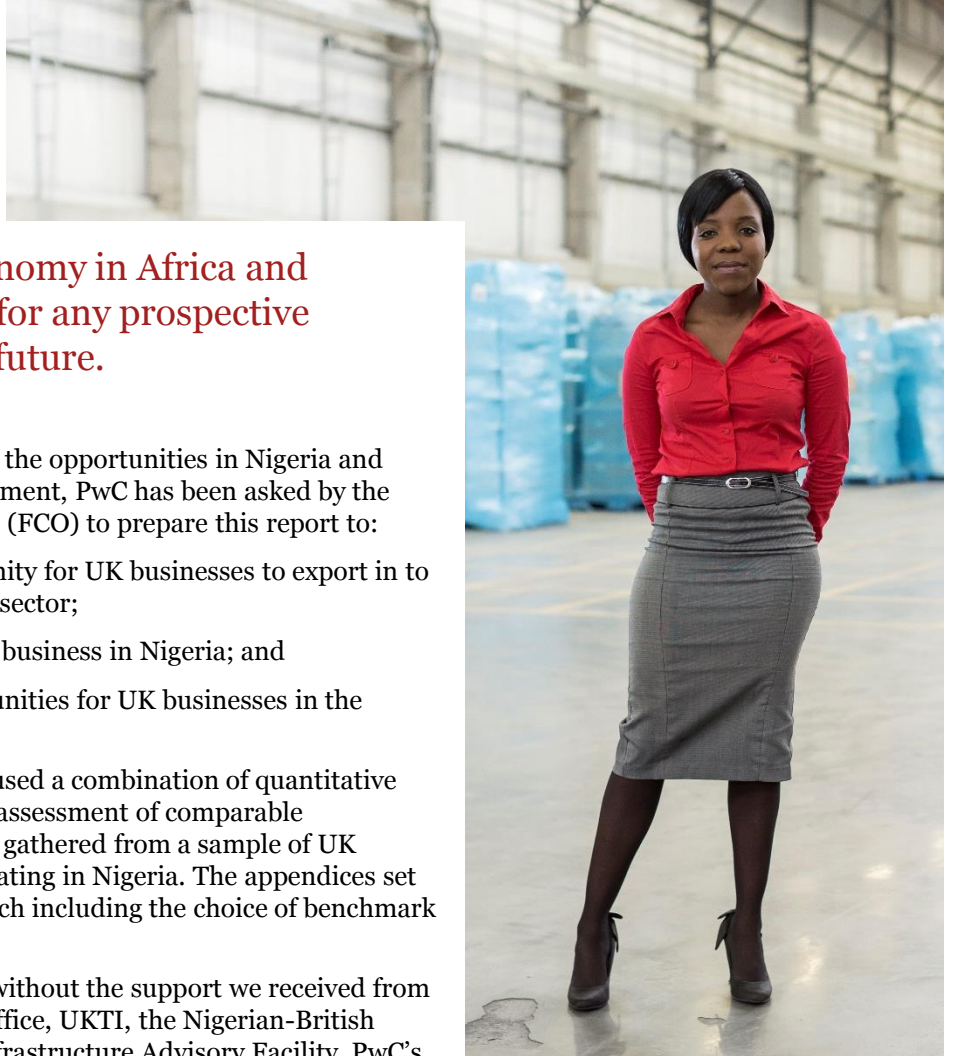 nomy in Africa and
for any prospective
future.
the opportunities in Nigeria and
ment, PwC has been asked by the
(FCO) to prepare this report to:
nity for UK businesses to export in to
sector;
business in Nigeria; and
unities for UK businesses in the
used a combination of quantitative
assessment of comparable
gathered from a sample of UK
ating in Nigeria. The appendices set
ch including the choice of benchmark
without the support we received from
ffice, UKTI, the Nigerian-British
frastructure Advisory Facility, PwC's